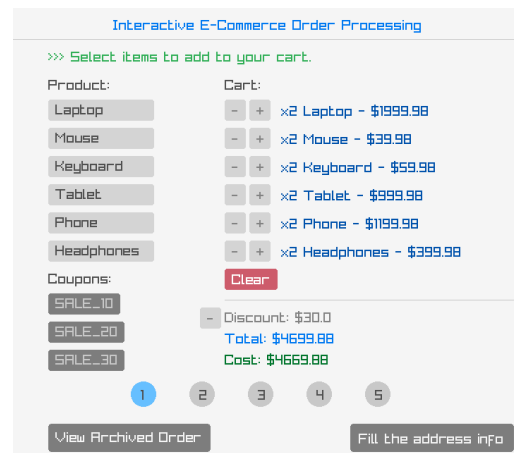 Interactive E-Commerce Order Processing
>>> Select items to add to your cart.
Product:
Cart:
Laptop
- + x2 Laptop - $1999.98
Mouse
- + x2 Mouse - $39.98
Keyboard
- + x2 Keyboard - $59.98
Tablet
- + x2 Tablet - $999.98
Phone
- + x2 Phone - $1199.98
Headphones
- + x2 Headphones - $399.98
Coupons:
Clear
SALE_10
SALE_20
SALE_30
- Discount: $30.0
Total: $4699.88
Cost: $4669.88
1 2 3 4 5
View Archived Order
Fill the address info